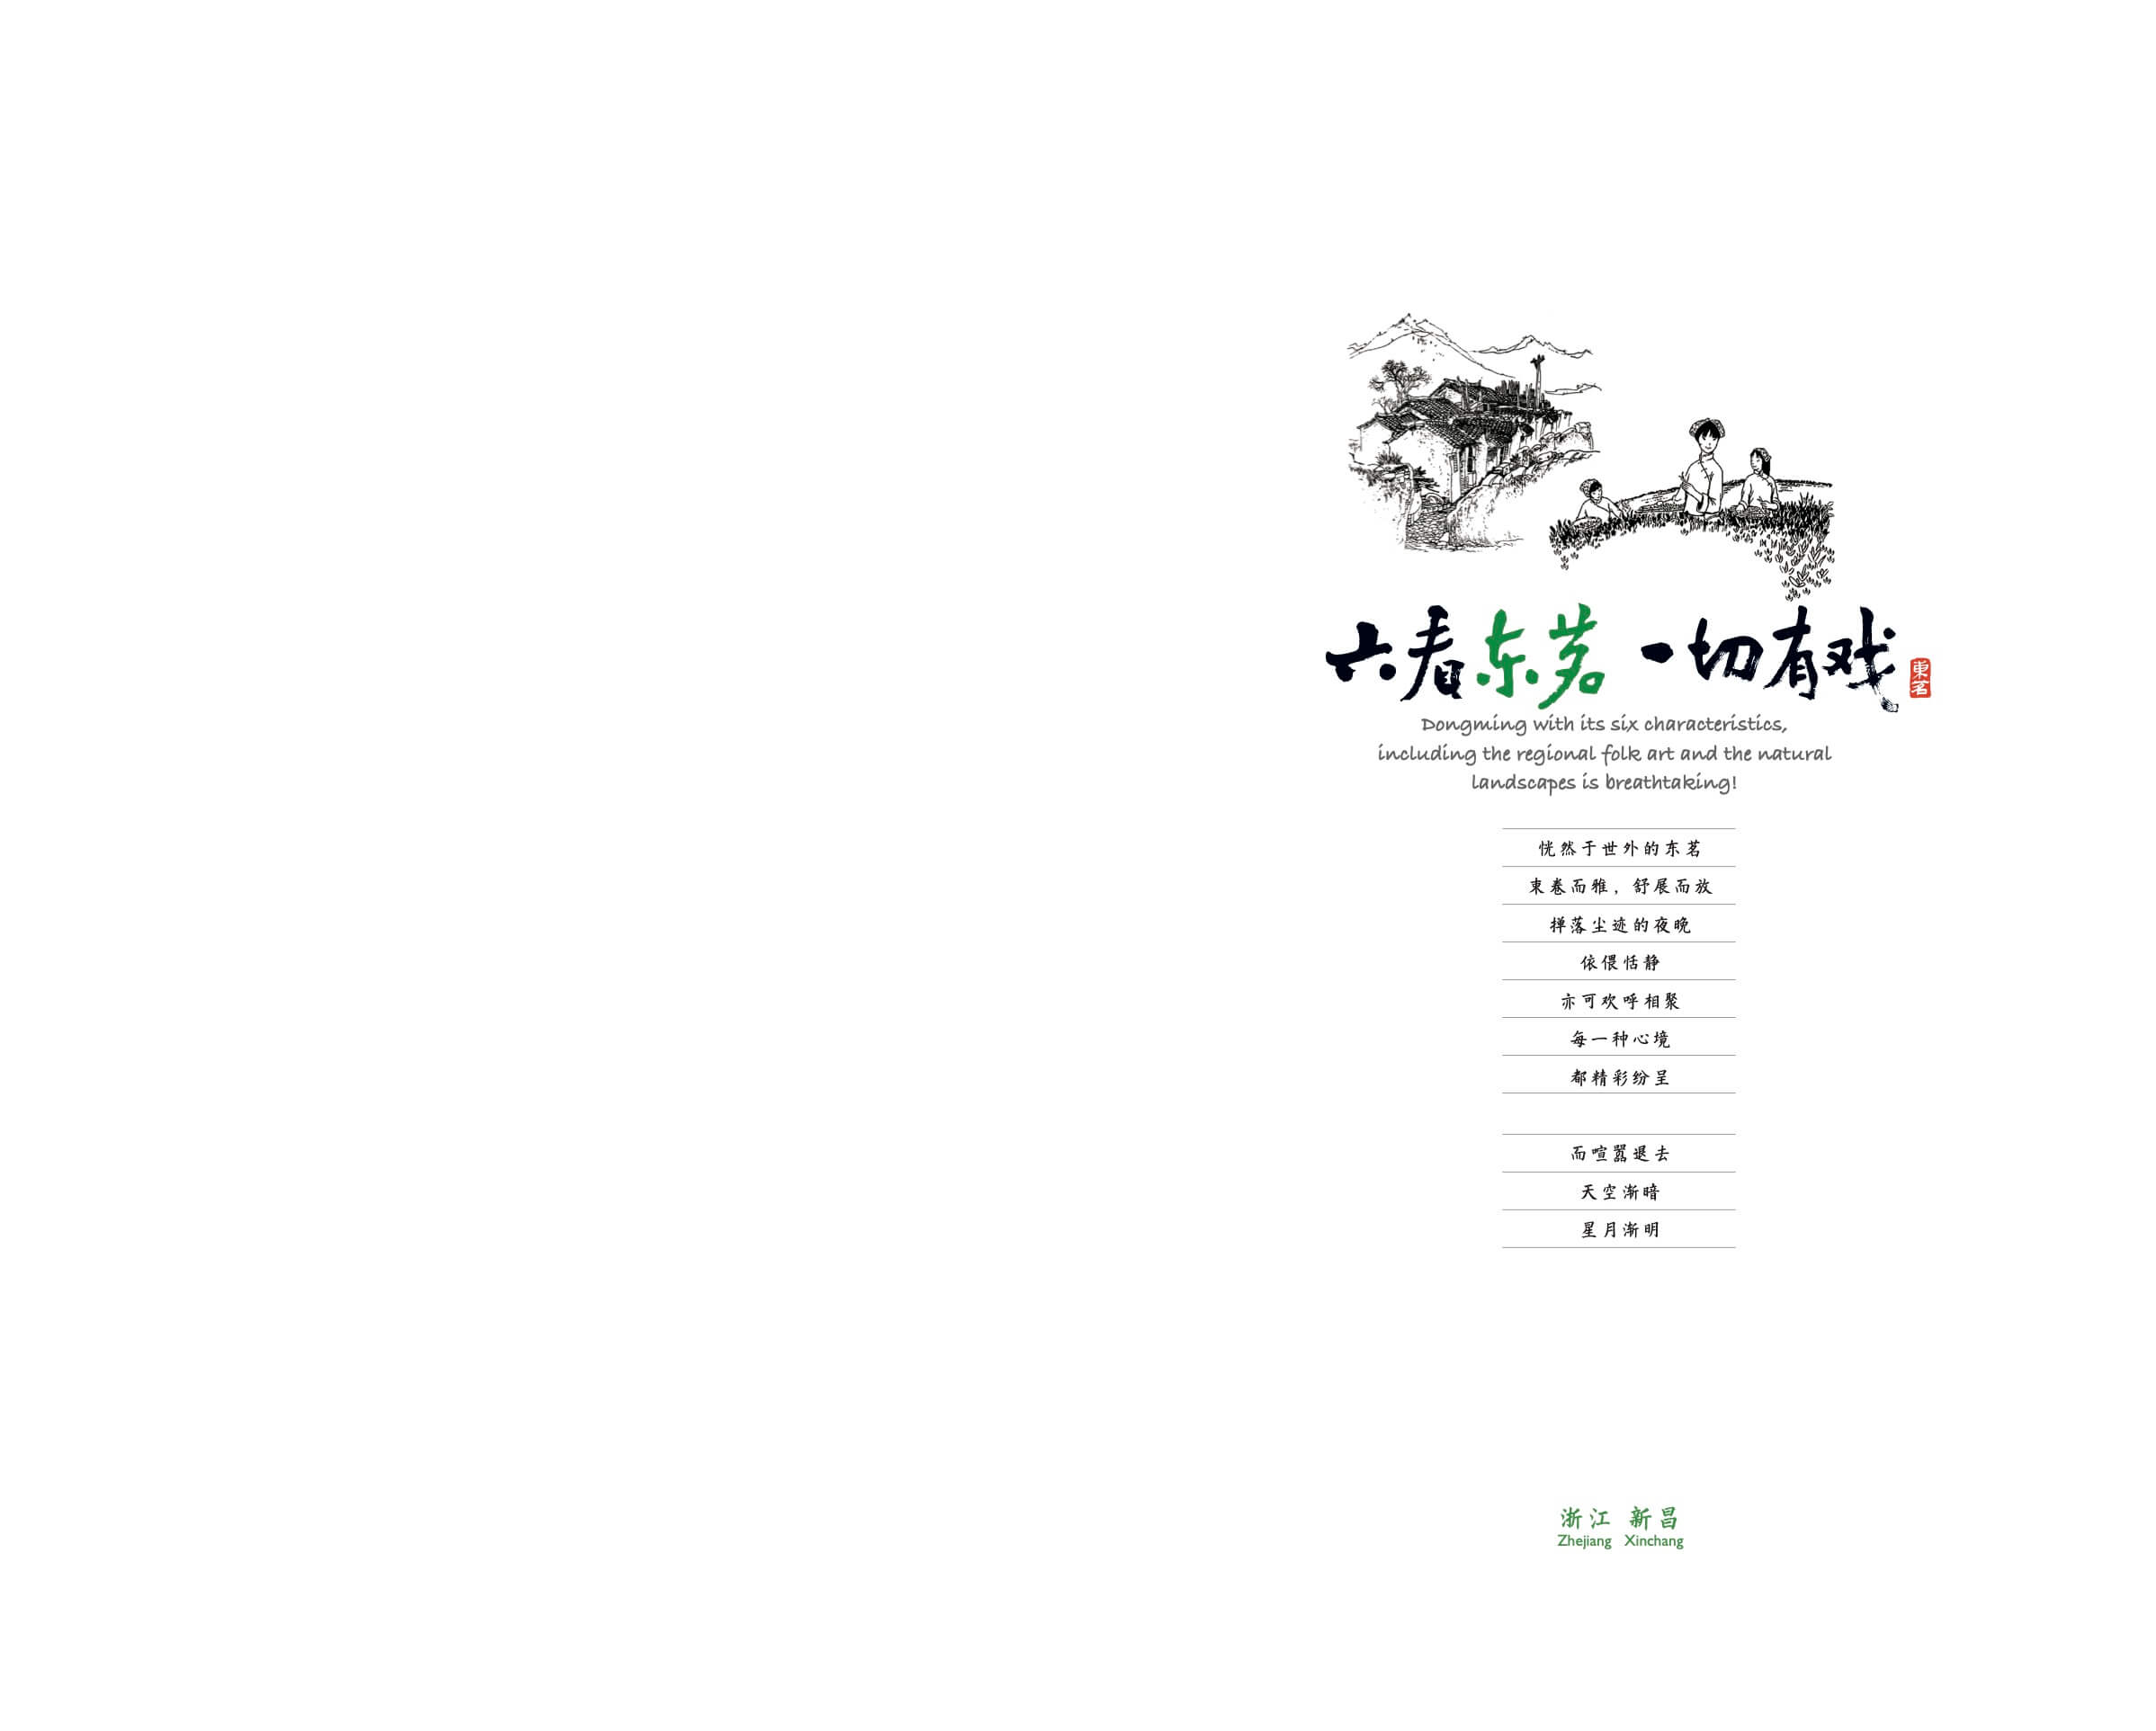 六看东茗 一切有戏
東茗
Dongming with its six characteristics,
including the regional folk art and the natural
landscapes is breathtaking!
恍然于世外的东茗
束卷而雅，舒展而放
掸落尘迹的夜晚
依偎恬静
亦可欢呼相聚
每一种心境
都精彩纷呈
而喧嚣退去
天空渐暗
星月渐明
浙江 新昌
Zhejiang Xinchang